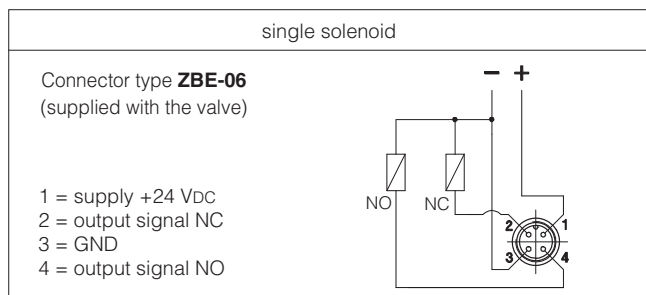 single solenoid
Connector type ZBE-06
(supplied with the valve)
1 = supply +24 VDC
2 = output signal NC
3 = GND
4 = output signal NO
− +
NO NC
2 1
3 4